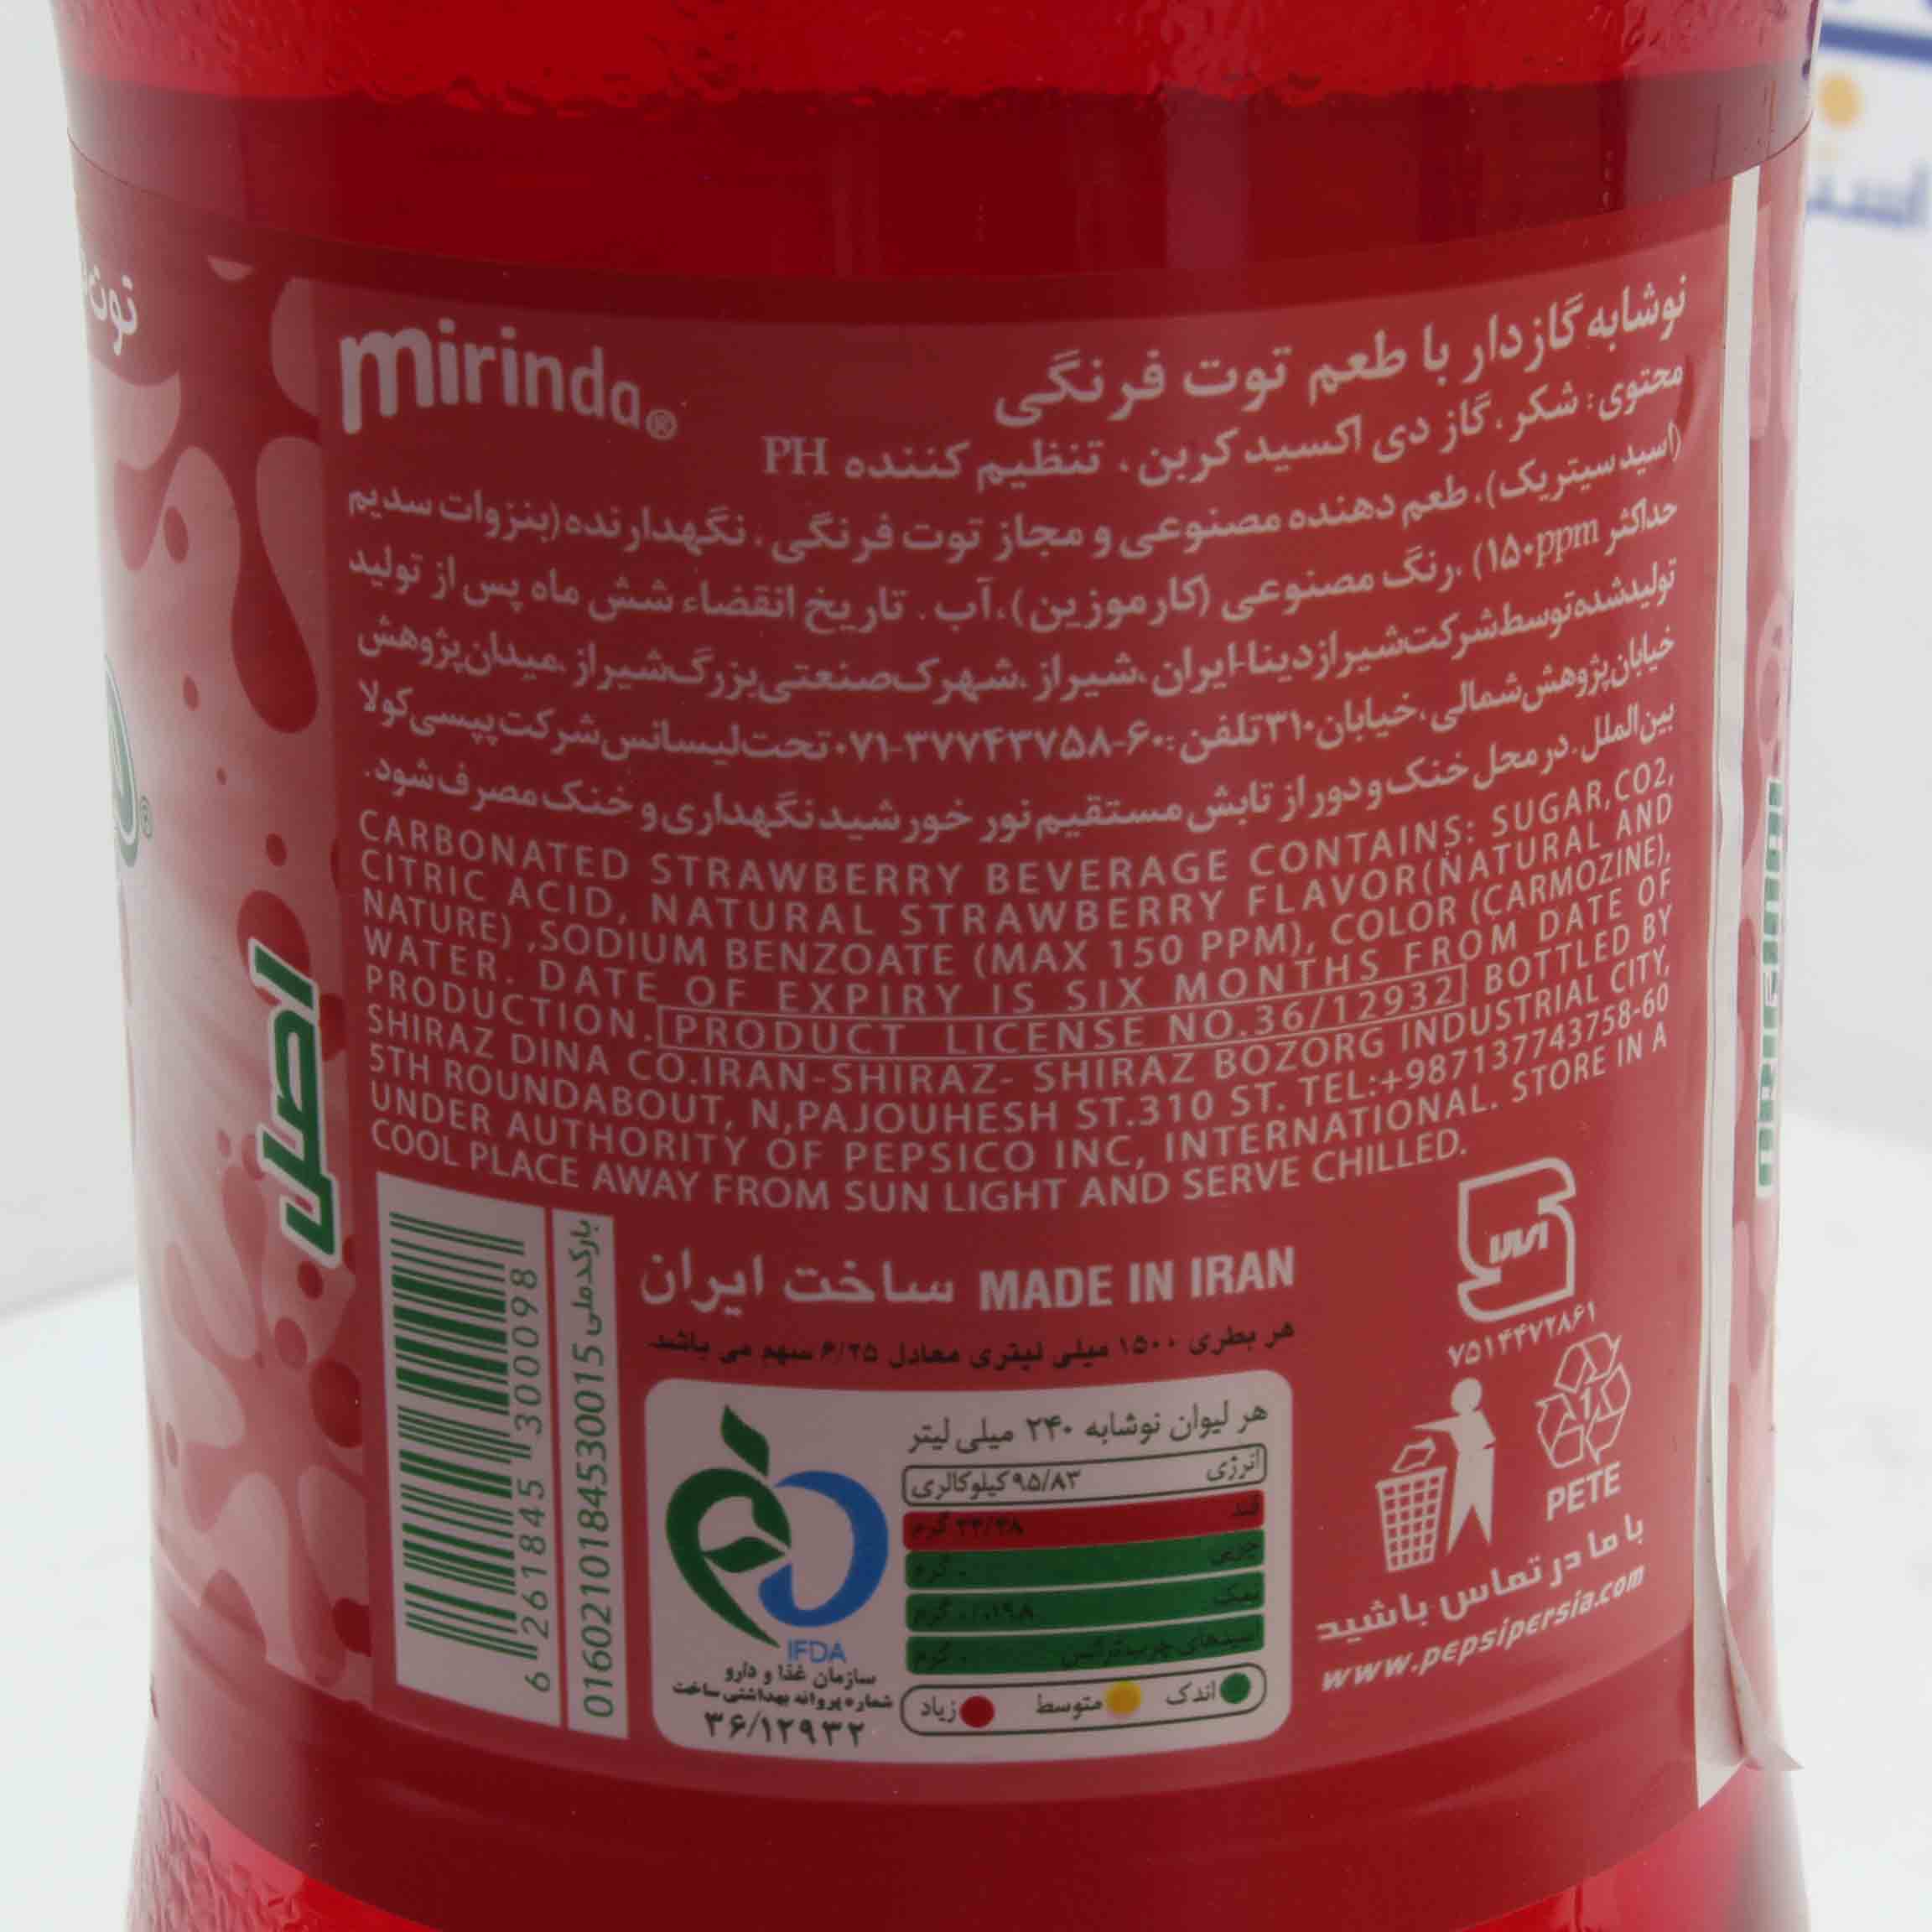 mirinda®
نوشابه گازدار با طعم توت فرنگی
محتوی: شکر، گاز دی اکسید کربن، تنظیم کننده PH
(اسید سیتریک)، طعم دهنده مصنوعی و مجاز توت فرنگی، نگهدارنده (بنزوات سدیم
حداکثر ۱۵۰ppm)، رنگ مصنوعی (کارموزین)، آب. تاریخ انقضاء شش ماه پس از تولید
تولیدشده توسط شرکت شیراز دینا-ایران، شیراز، شهرک صنعتی بزرگ شیراز، میدان پژوهش
خیابان پژوهش شمالی، خیابان ۳۱۰ تلفن: ۶۰-۳۷۷۴۳۷۵۸-۰۷۱ تحت لیسانس شرکت پپسی کولا
بین الملل. در محل خنک و دور از تابش مستقیم نور خورشید نگهداری و خنک مصرف شود.
CARBONATED STRAWBERRY BEVERAGE CONTAINS: SUGAR,CO2,
CITRIC ACID, NATURAL STRAWBERRY FLAVOR(NATURAL AND
NATURE) ,SODIUM BENZOATE (MAX 150 PPM), COLOR (CARMOZINE),
WATER. DATE OF EXPIRY IS SIX MONTHS FROM DATE OF
PRODUCTION. PRODUCT LICENSE NO.36/12932 BOTTLED BY
SHIRAZ DINA CO.IRAN-SHIRAZ- SHIRAZ BOZORG INDUSTRIAL CITY,
5TH ROUNDABOUT, N,PAJOUHESH ST.310 ST. TEL:+987137743758-60
UNDER AUTHORITY OF PEPSICO INC, INTERNATIONAL. STORE IN A
COOL PLACE AWAY FROM SUN LIGHT AND SERVE CHILLED.
اصل
6 261845 300098
بارکد ملی 0160210184530015
ساخت ایران MADE IN IRAN
هر بطری ۱۵۰۰ میلی لیتری معادل ۶/۲۵ سهم می باشد.
هر لیوان نوشابه ۲۴۰ میلی لیتر
انرژی ۹۵/۸۳ کیلوکالری
قند ۲۳/۴۸ گرم
چربی ۰ گرم
نمک ۰/۰۱۹۸ گرم
اسیدهای چرب ترانس ۰ گرم
اندک متوسط زیاد
IFDA
سازمان غذا و دارو
شماره پروانه بهداشتی ساخت
۳۶/۱۲۹۳۲
۷۵۱۴۴۷۲۸۶۱
1
PETE
با ما در تماس باشید
www.pepsipersia.com